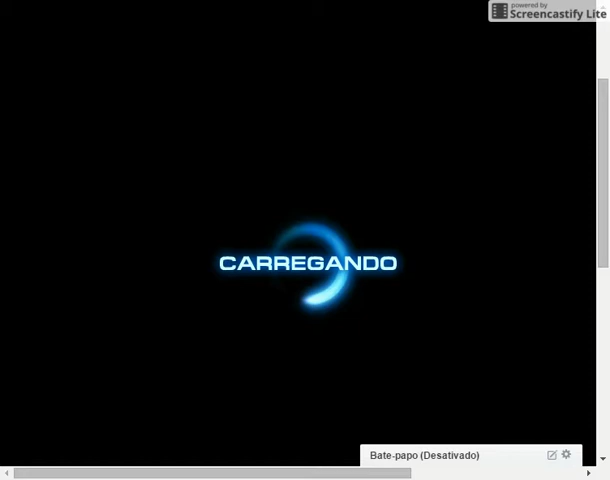 powered by
Screencastify Lite
CARREGANDO
Bate-papo (Desativado)